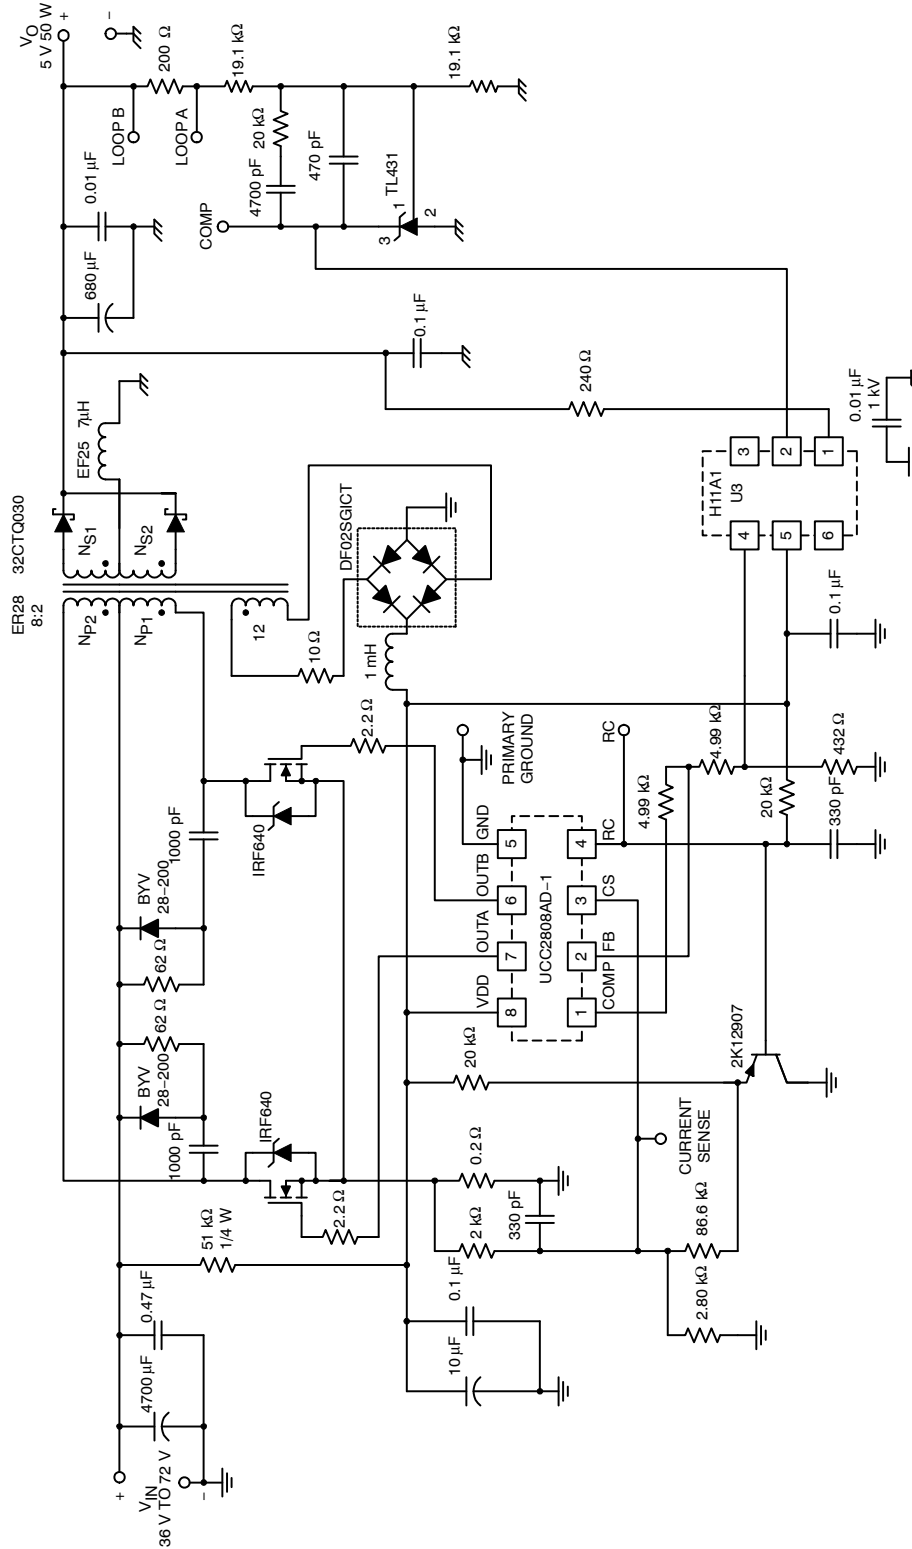 VIN
36 V TO 72 V
+
−
4700 µF
0.47 µF
51 kΩ
1/4 W
1000 pF
BYV
28−200
62 Ω
62 Ω
BYV
28−200
1000 pF
IRF640
2.2 Ω
IRF640
2.2 Ω
ER28
8:2
32CTQ030
NP2
NP1
NS1
NS2
12
EF25 7µH
680 µF
0.01 µF
VO
5 V 50 W
+
−
LOOP B
200 Ω
LOOP A
19.1 kΩ
4700 pF
20 kΩ
470 pF
COMP
TL431
3
1
2
19.1 kΩ
10 Ω
DF02SGICT
1 mH
0.1 µF
240 Ω
10 µF
0.1 µF
2 kΩ
0.2 Ω
330 pF
20 kΩ
VDD
OUTA
OUTB
GND
8
7
6
5
UCC2808AD−1
1
2
3
4
COMP
FB
CS
RC
PRIMARY
GROUND
RC
4.99 kΩ
4.99 kΩ
20 kΩ
330 pF
432 Ω
0.1 µF
H11A1
U3
4
5
6
3
2
1
0.01 µF
1 kV
2.80 kΩ
86.6 kΩ
CURRENT
SENSE
2K12907